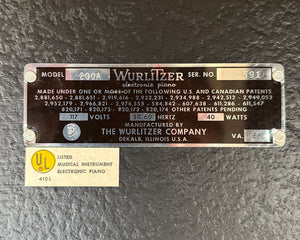 MODEL 200A WURLITZER SER. NO.
electronic piano
MADE UNDER ONE OR MORE OF THE FOLLOWING U.S. AND CANADIAN PATENTS
2,881,650 - 2,881,651 - 2,919,616 - 2,932,231 - 2,934,988 - 2,942,512 - 2,949,052
2,952,179 - 2,966,821 - 2,974,555 - 584,842 - 607,638 - 611,286 - 611,547
820,171 - 820,172 - 820,173 - 820,174 OTHER PATENTS PENDING
117 VOLTS 50-60 HERTZ 40 WATTS
MANUFACTURED BY
THE WURLITZER COMPANY VA.
DEKALB, ILLINOIS U.S.A.
UL LISTED
MUSICAL INSTRUMENT
ELECTRONIC PIANO
410L